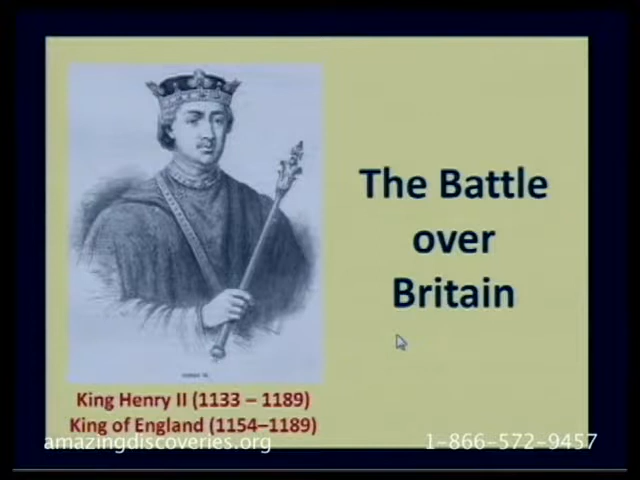 The Battle
over
Britain
King Henry II (1133 – 1189)
King of England (1154–1189)
amazingdiscoveries.org
1-866-572-9457